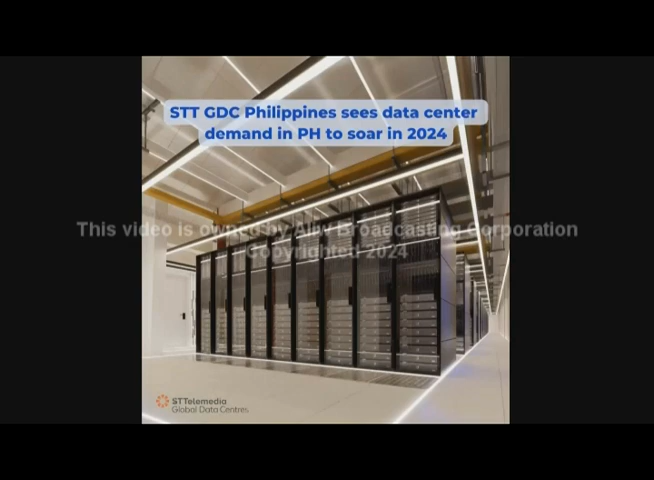 STT GDC Philippines sees data center
demand in PH to soar in 2024
This video is owned by Aliw Broadcasting Corporation
Copyrighted 2024
STTelemedia
Global Data Centres